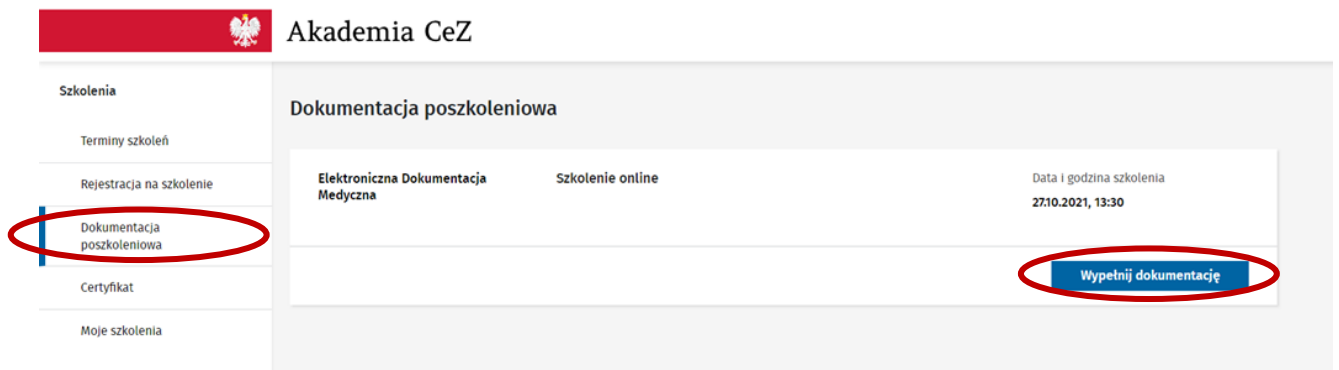 Akademia CeZ
Szkolenia
Terminy szkoleń
Rejestracja na szkolenie
Dokumentacja
poszkoleniowa
Certyfikat
Moje szkolenia
Dokumentacja poszkoleniowa
Elektroniczna Dokumentacja
Medyczna
Szkolenie online
Data i godzina szkolenia
27.10.2021, 13:30
Wypełnij dokumentację